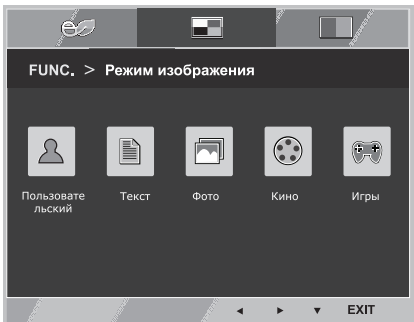 FUNC. > Режим изображения
Пользовате
льский
Текст
Фото
Кино
Игры
EXIT